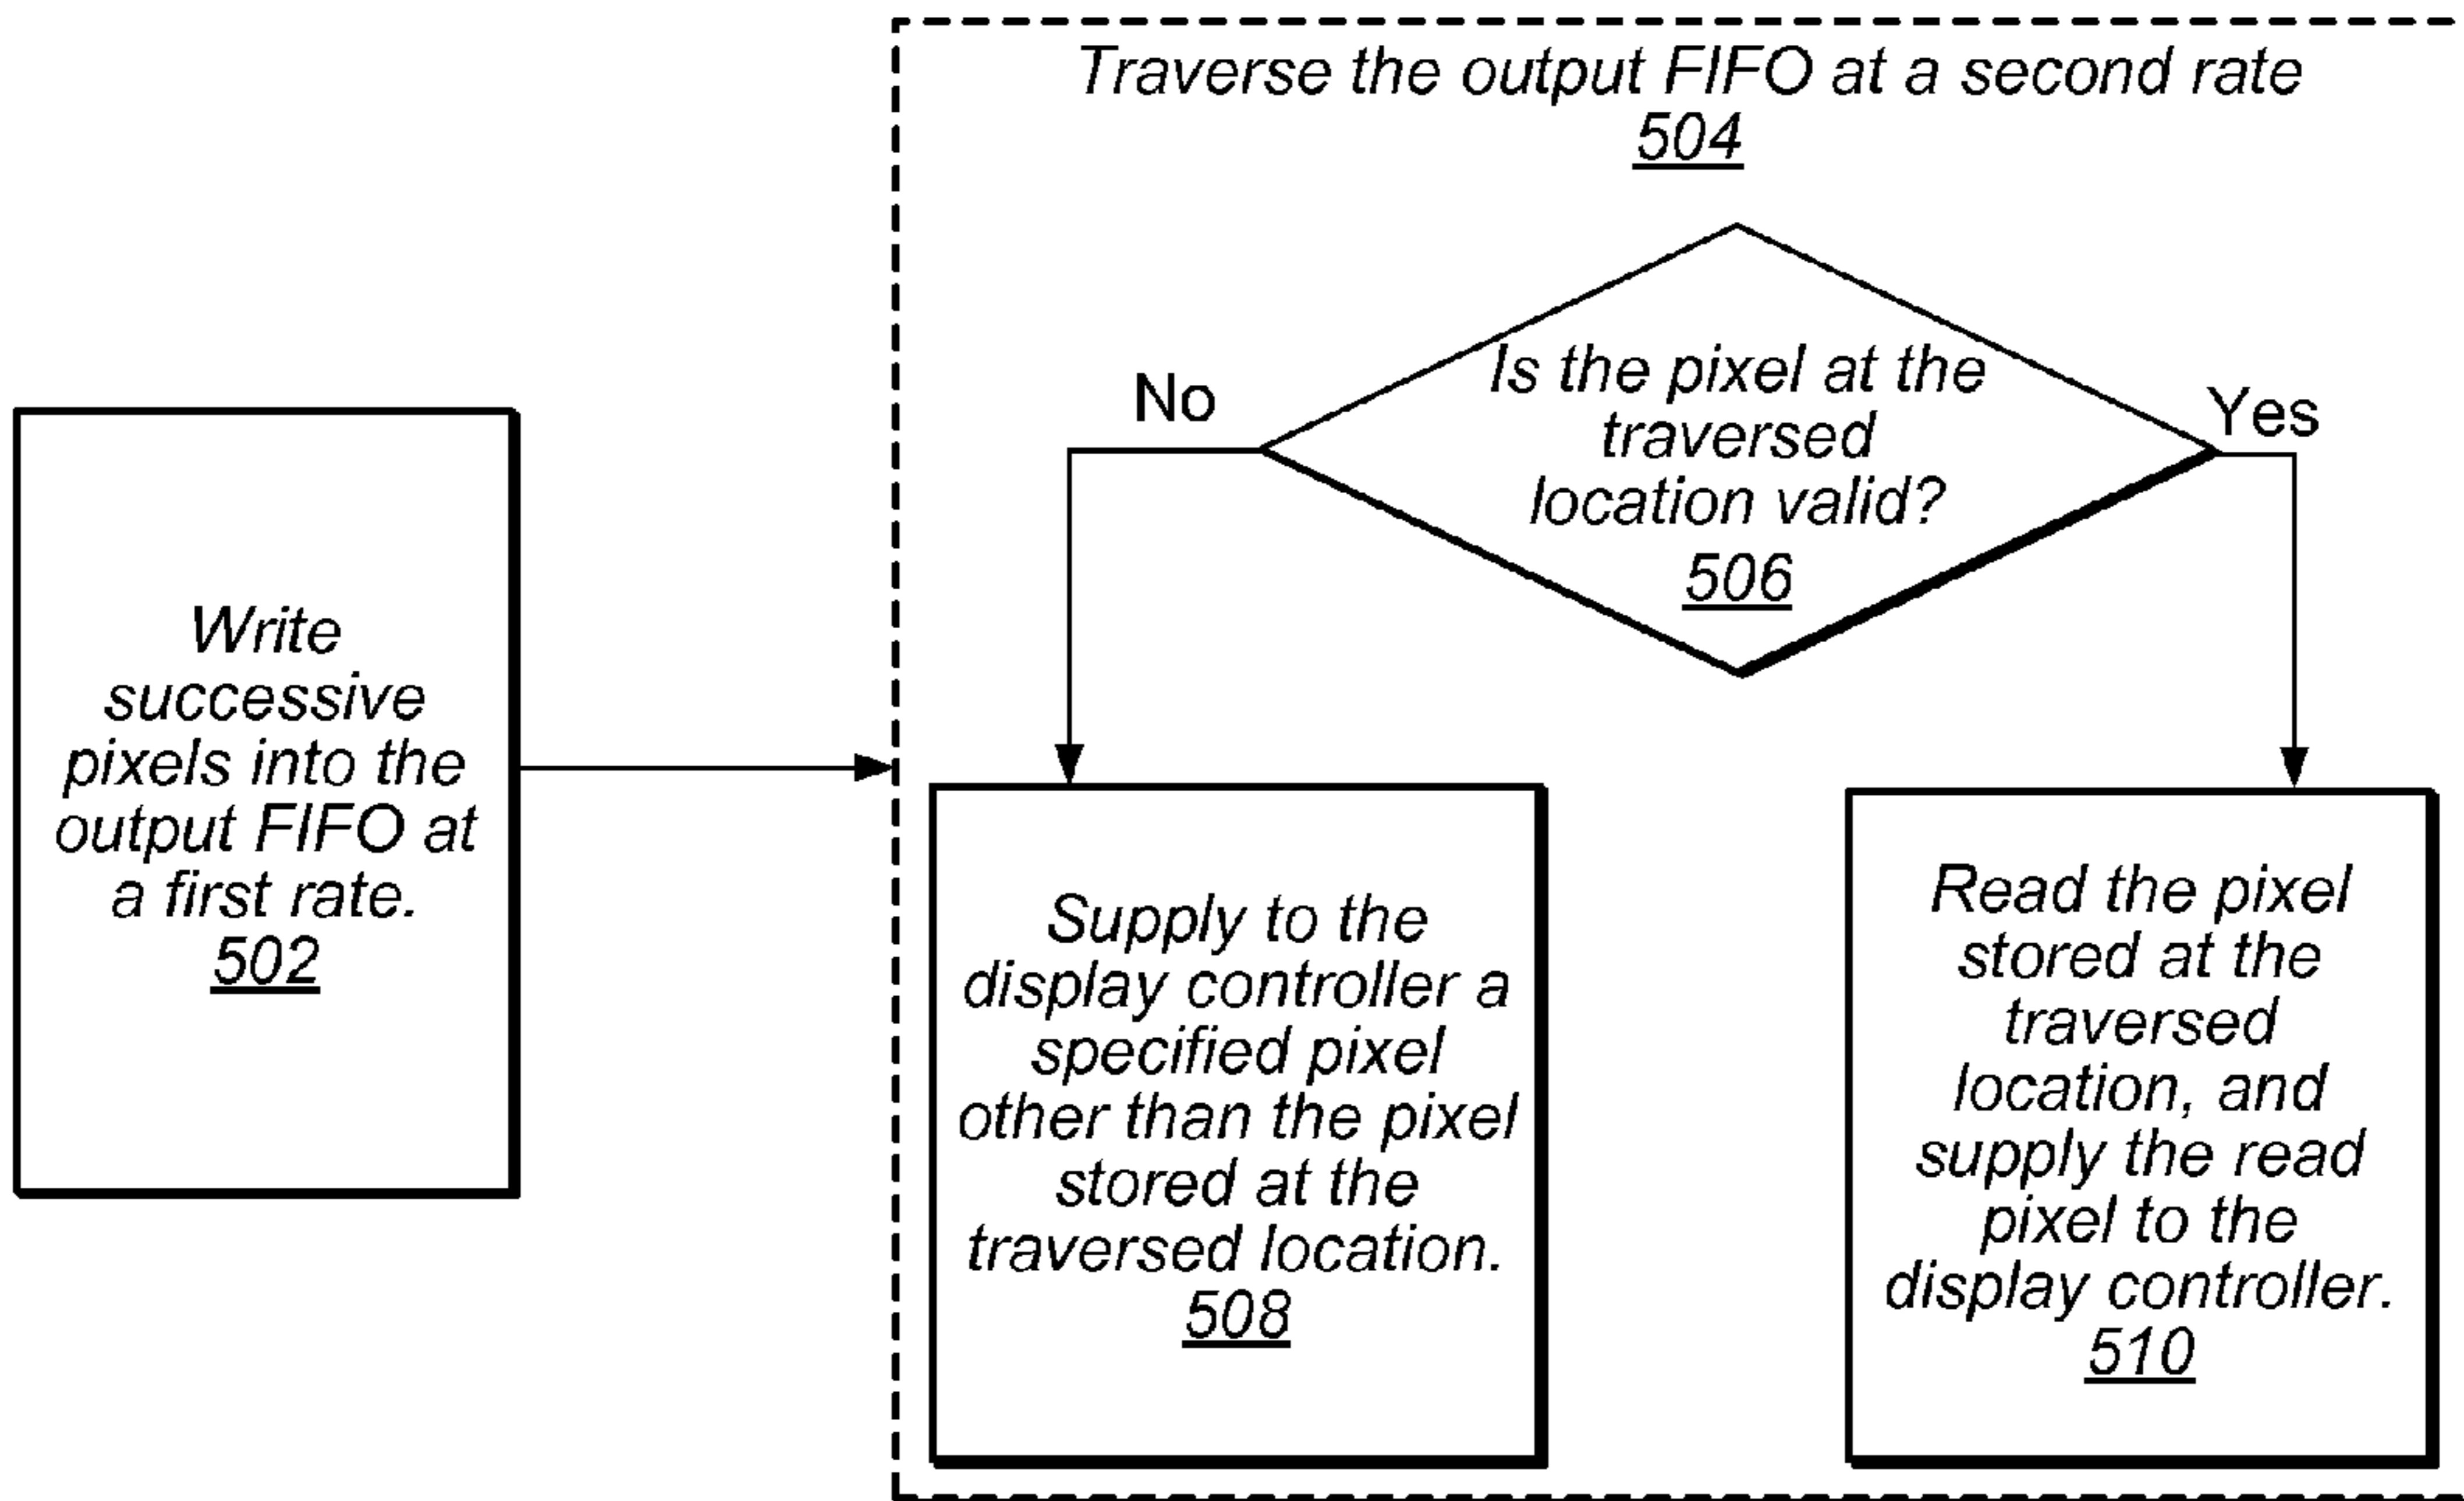 Traverse the output FIFO at a second rate
504
Is the pixel at the
traversed
location valid?
506
No
Yes
Write
successive
pixels into the
output FIFO at
a first rate.
502
Supply to the
display controller a
specified pixel
other than the pixel
stored at the
traversed location.
508
Read the pixel
stored at the
traversed
location, and
supply the read
pixel to the
display controller.
510